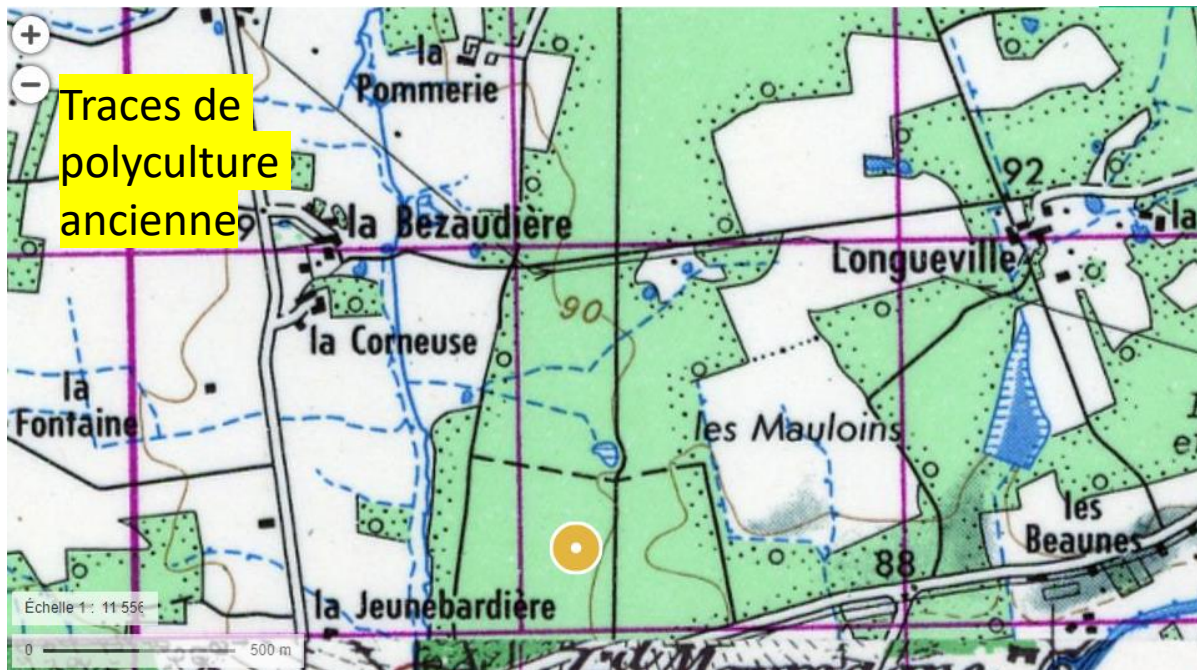 +
−
Traces de
polyculture
ancienne
la
Pommerie
92
la
la Bezaudière
9
Longueville
90
la Corneuse
la
Fontaine
les Mauloins
les
Beaunes
88
la Jeunebardière
Échelle 1 : 11 556
0
500 m